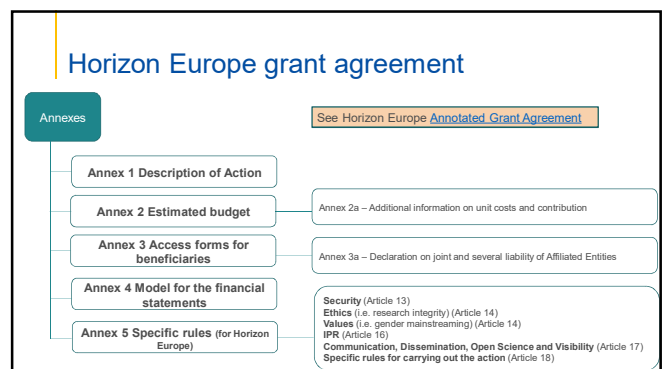 Horizon Europe grant agreement
Annexes
See Horizon Europe Annotated Grant Agreement
Annex 1 Description of Action
Annex 2 Estimated budget
Annex 2a – Additional information on unit costs and contribution
Annex 3 Access forms for
beneficiaries
Annex 3a – Declaration on joint and several liability of Affiliated Entities
Annex 4 Model for the financial
statements
Annex 5 Specific rules (for Horizon
Europe)
Security (Article 13)
Ethics (i.e. research integrity) (Article 14)
Values (i.e. gender mainstreaming) (Article 14)
IPR (Article 16)
Communication, Dissemination, Open Science and Visibility (Article 17)
Specific rules for carrying out the action (Article 18)